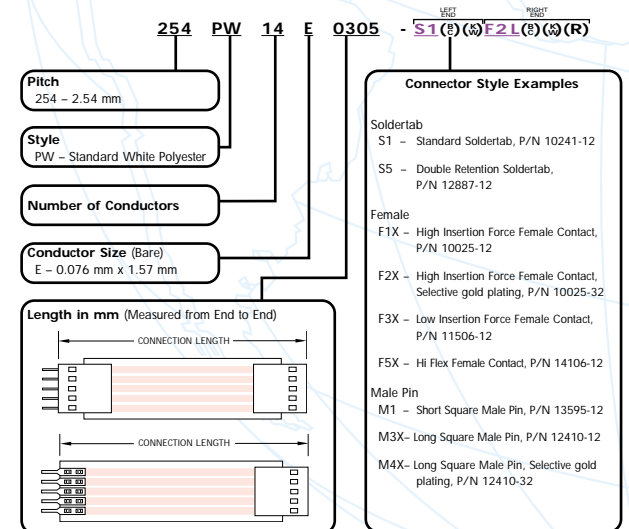 LEFT END
RIGHT END
254 PW 14 E 0305 - S1(B/C)(K/W)F2L(B/C)(K/W)(R)
Pitch
254 – 2.54 mm
Style
PW – Standard White Polyester
Number of Conductors
Conductor Size (Bare)
E – 0.076 mm x 1.57 mm
Length in mm (Measured from End to End)
CONNECTION LENGTH
CONNECTION LENGTH
Connector Style Examples
Soldertab
S1 – Standard Soldertab, P/N 10241-12
S5 – Double Retention Soldertab,
P/N 12887-12
Female
F1X – High Insertion Force Female Contact,
P/N 10025-12
F2X – High Insertion Force Female Contact,
Selective gold plating, P/N 10025-32
F3X – Low Insertion Force Female Contact,
P/N 11506-12
F5X – Hi Flex Female Contact, P/N 14106-12
Male Pin
M1 – Short Square Male Pin, P/N 13595-12
M3X– Long Square Male Pin, P/N 12410-12
M4X– Long Square Male Pin, Selective gold
plating, P/N 12410-32